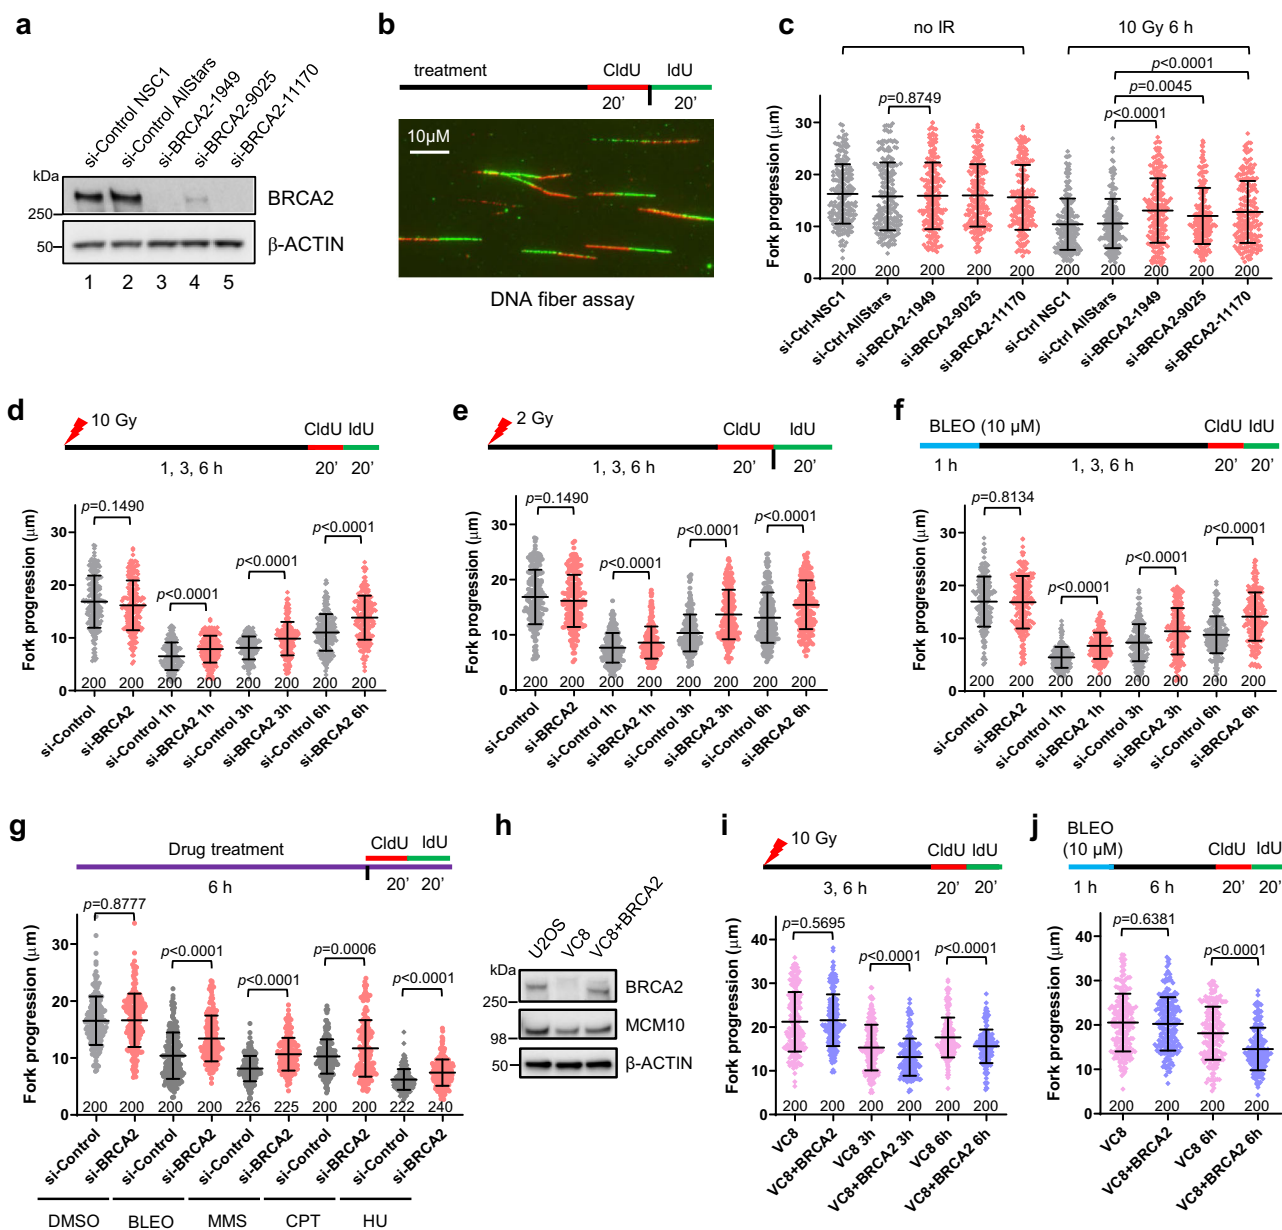 a
si-Control NSC1
si-Control AllStars
si-BRCA2-1949
si-BRCA2-9025
si-BRCA2-11170
kDa
250
BRCA2
50
β-ACTIN
1 2 3 4 5
b
treatment CldU IdU
20' 20'
10μM
DNA fiber assay
c
no IR 10 Gy 6 h
p<0.0001
p=0.0045
p=0.8749 p<0.0001
Fork progression (μm)
30
20
10
0
200 200 200 200 200 200 200 200 200 200
si-Ctrl-NSC1
si-Ctrl-AllStars
si-BRCA2-1949
si-BRCA2-9025
si-BRCA2-11170
si-Ctrl NSC1
si-Ctrl AllStars
si-BRCA2-1949
si-BRCA2-9025
si-BRCA2-11170
d
10 Gy CldU IdU
1, 3, 6 h 20' 20'
p=0.1490
p<0.0001
p<0.0001
p<0.0001
Fork progression (μm)
30
20
10
0
200 200 200 200 200 200 200 200
si-Control
si-BRCA2
si-Control 1h
si-BRCA2 1h
si-Control 3h
si-BRCA2 3h
si-Control 6h
si-BRCA2 6h
e
2 Gy CldU IdU
1, 3, 6 h 20' 20'
p=0.1490
p<0.0001
p<0.0001
p<0.0001
Fork progression (μm)
30
20
10
0
200 200 200 200 200 200 200 200
si-Control
si-BRCA2
si-Control 1h
si-BRCA2 1h
si-Control 3h
si-BRCA2 3h
si-Control 6h
si-BRCA2 6h
f
BLEO (10 μM) CldU IdU
1 h 1, 3, 6 h 20' 20'
p=0.8134
p<0.0001
p<0.0001
p<0.0001
Fork progression (μm)
30
20
10
0
200 200 200 200 200 200 200 200
si-Control
si-BRCA2
si-Control 1h
si-BRCA2 1h
si-Control 3h
si-BRCA2 3h
si-Control 6h
si-BRCA2 6h
g
Drug treatment CldU IdU
6 h 20' 20'
p=0.8777
p<0.0001
p<0.0001
p=0.0006
p<0.0001
Fork progression (μm)
30
20
10
0
200 200 200 200 226 225 200 200 222 240
si-Control
si-BRCA2
si-Control
si-BRCA2
si-Control
si-BRCA2
si-Control
si-BRCA2
si-Control
si-BRCA2
DMSO BLEO MMS CPT HU
h
U2OS
VC8
VC8+BRCA2
kDa
250
BRCA2
98
MCM10
50
β-ACTIN
i
10 Gy CldU IdU
3, 6 h 20' 20'
p=0.5695
p<0.0001
p<0.0001
Fork progression (μm)
40
30
20
10
0
200 200 200 200 200 200
VC8
VC8+BRCA2
VC8 3h
VC8+BRCA2 3h
VC8 6h
VC8+BRCA2 6h
j
BLEO
(10 μM) CldU IdU
1 h 6 h 20' 20'
p=0.6381
p<0.0001
Fork progression (μm)
40
30
20
10
0
200 200 200 200
VC8
VC8+BRCA2
VC8 6h
VC8+BRCA2 6h